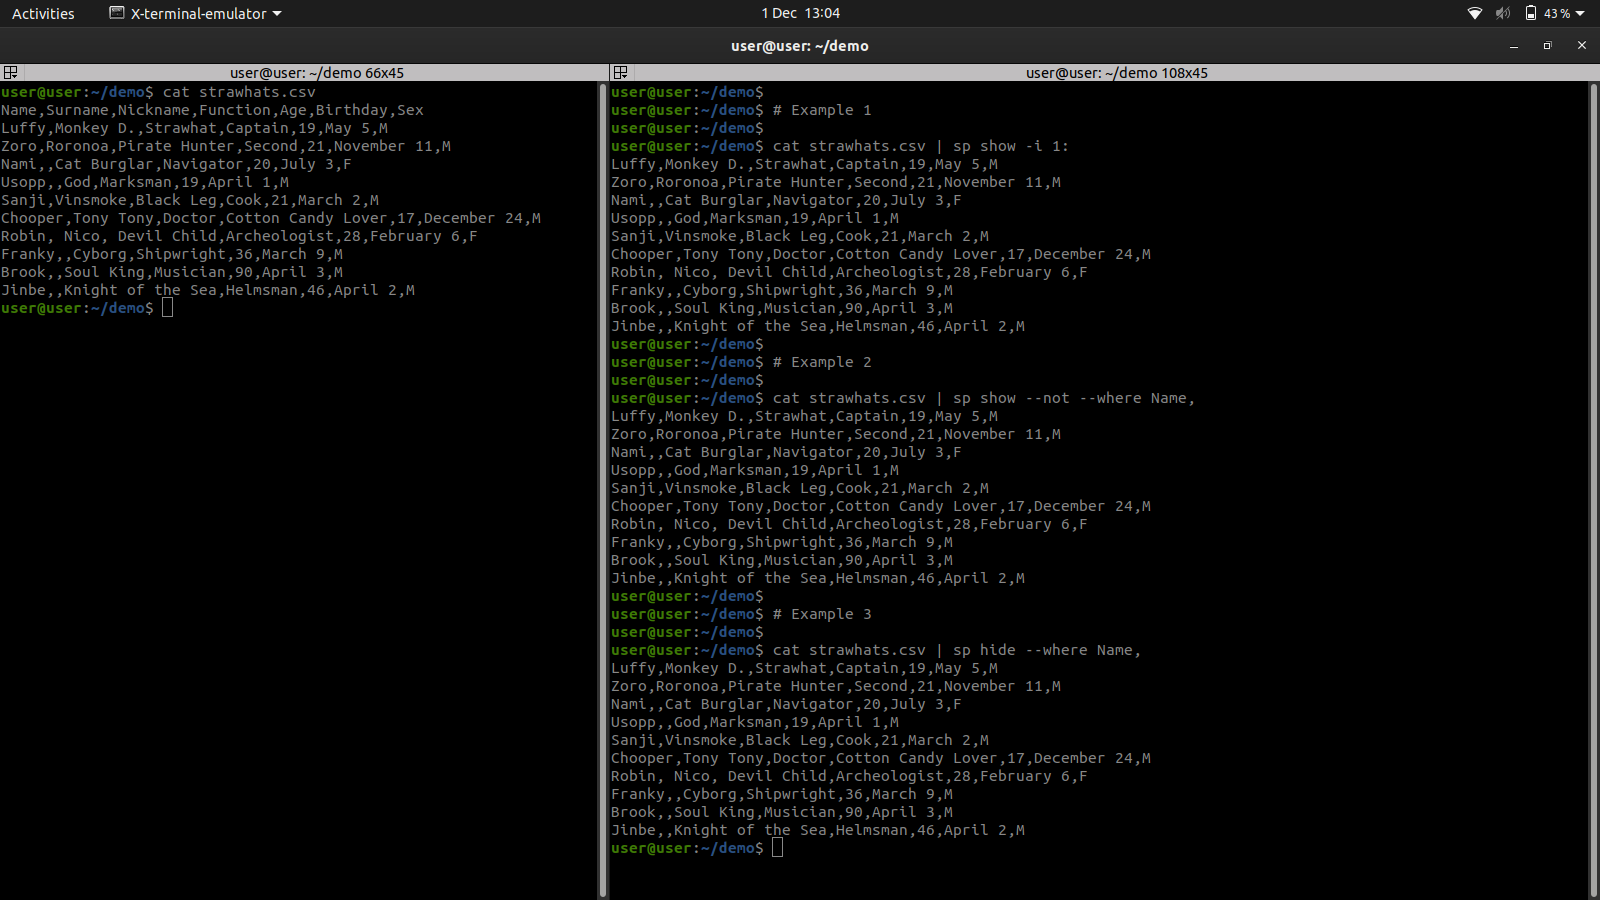 Activities X-terminal-emulator 1 Dec 13:04 43 %
user@user: ~/demo
user@user: ~/demo 66x45
user@user:~/demo$ cat strawhats.csv
Name,Surname,Nickname,Function,Age,Birthday,Sex
Luffy,Monkey D.,Strawhat,Captain,19,May 5,M
Zoro,Roronoa,Pirate Hunter,Second,21,November 11,M
Nami,,Cat Burglar,Navigator,20,July 3,F
Usopp,,God,Marksman,19,April 1,M
Sanji,Vinsmoke,Black Leg,Cook,21,March 2,M
Chooper,Tony Tony,Doctor,Cotton Candy Lover,17,December 24,M
Robin, Nico, Devil Child,Archeologist,28,February 6,F
Franky,,Cyborg,Shipwright,36,March 9,M
Brook,,Soul King,Musician,90,April 3,M
Jinbe,,Knight of the Sea,Helmsman,46,April 2,M
user@user:~/demo$
user@user: ~/demo 108x45
user@user:~/demo$
user@user:~/demo$ # Example 1
user@user:~/demo$
user@user:~/demo$ cat strawhats.csv | sp show -i 1:
Luffy,Monkey D.,Strawhat,Captain,19,May 5,M
Zoro,Roronoa,Pirate Hunter,Second,21,November 11,M
Nami,,Cat Burglar,Navigator,20,July 3,F
Usopp,,God,Marksman,19,April 1,M
Sanji,Vinsmoke,Black Leg,Cook,21,March 2,M
Chooper,Tony Tony,Doctor,Cotton Candy Lover,17,December 24,M
Robin, Nico, Devil Child,Archeologist,28,February 6,F
Franky,,Cyborg,Shipwright,36,March 9,M
Brook,,Soul King,Musician,90,April 3,M
Jinbe,,Knight of the Sea,Helmsman,46,April 2,M
user@user:~/demo$
user@user:~/demo$ # Example 2
user@user:~/demo$
user@user:~/demo$ cat strawhats.csv | sp show --not --where Name,
Luffy,Monkey D.,Strawhat,Captain,19,May 5,M
Zoro,Roronoa,Pirate Hunter,Second,21,November 11,M
Nami,,Cat Burglar,Navigator,20,July 3,F
Usopp,,God,Marksman,19,April 1,M
Sanji,Vinsmoke,Black Leg,Cook,21,March 2,M
Chooper,Tony Tony,Doctor,Cotton Candy Lover,17,December 24,M
Robin, Nico, Devil Child,Archeologist,28,February 6,F
Franky,,Cyborg,Shipwright,36,March 9,M
Brook,,Soul King,Musician,90,April 3,M
Jinbe,,Knight of the Sea,Helmsman,46,April 2,M
user@user:~/demo$
user@user:~/demo$ # Example 3
user@user:~/demo$
user@user:~/demo$ cat strawhats.csv | sp hide --where Name,
Luffy,Monkey D.,Strawhat,Captain,19,May 5,M
Zoro,Roronoa,Pirate Hunter,Second,21,November 11,M
Nami,,Cat Burglar,Navigator,20,July 3,F
Usopp,,God,Marksman,19,April 1,M
Sanji,Vinsmoke,Black Leg,Cook,21,March 2,M
Chooper,Tony Tony,Doctor,Cotton Candy Lover,17,December 24,M
Robin, Nico, Devil Child,Archeologist,28,February 6,F
Franky,,Cyborg,Shipwright,36,March 9,M
Brook,,Soul King,Musician,90,April 3,M
Jinbe,,Knight of the Sea,Helmsman,46,April 2,M
user@user:~/demo$